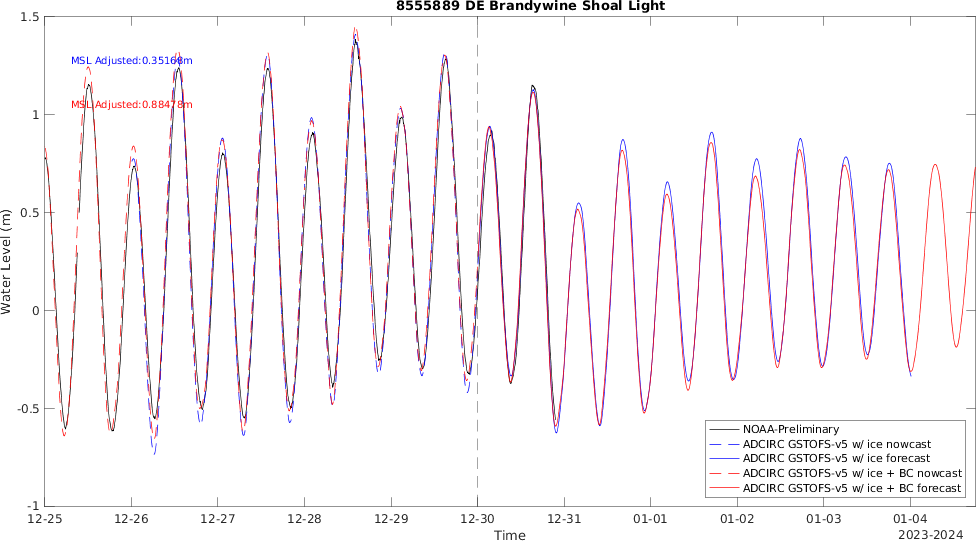 8555889 DE Brandywine Shoal Light
1.5
MSL Adjusted:0.35168m
MSL Adjusted:0.88478m
1
0.5
0
-0.5
-1
Water Level (m)
NOAA-Preliminary
ADCIRC GSTOFS-v5 w/ ice nowcast
ADCIRC GSTOFS-v5 w/ ice forecast
ADCIRC GSTOFS-v5 w/ ice + BC nowcast
ADCIRC GSTOFS-v5 w/ ice + BC forecast
12-25 12-26 12-27 12-28 12-29 12-30 12-31 01-01 01-02 01-03 01-04
Time
2023-2024